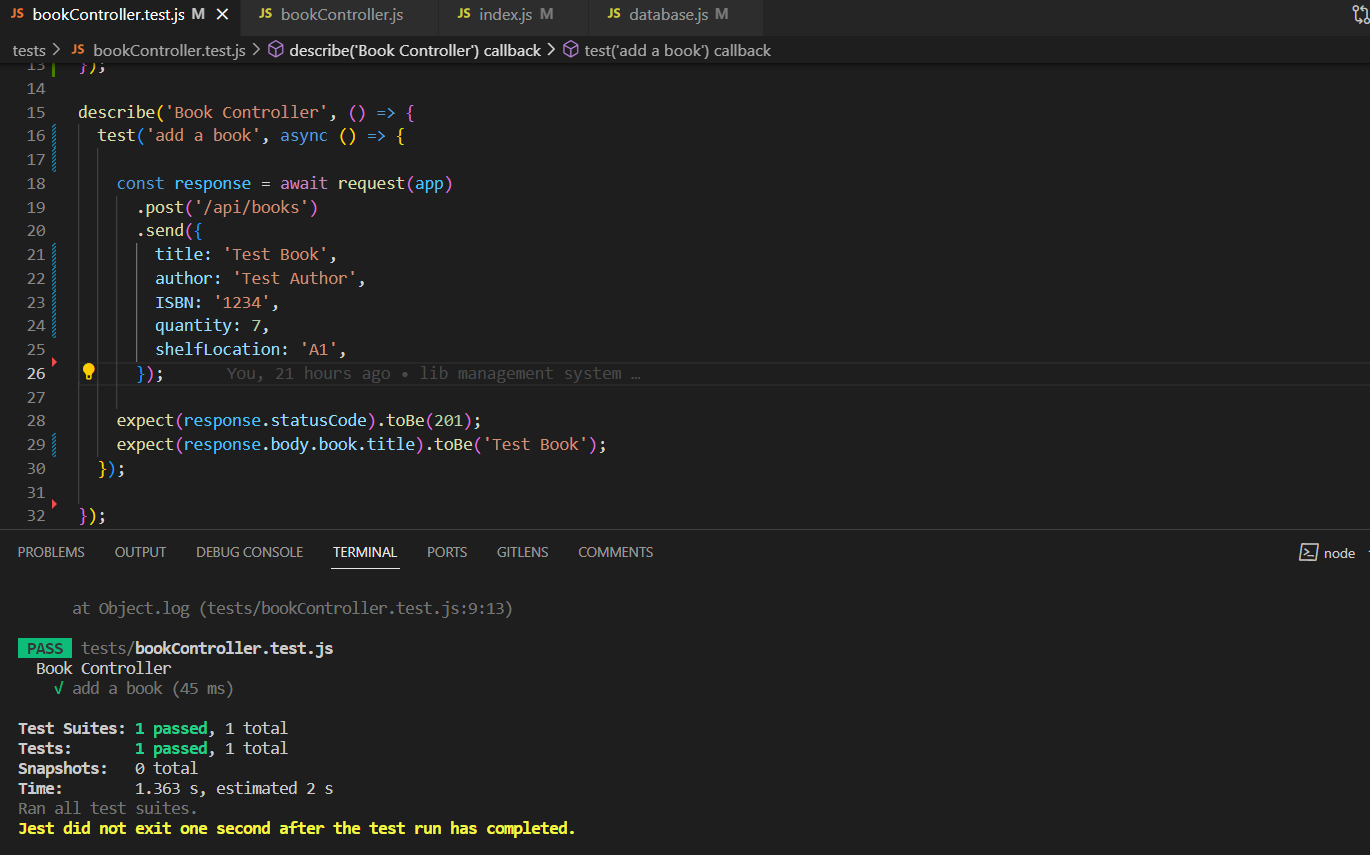 JS bookController.test.js M ✕ JS bookController.js JS index.js M JS database.js M
tests > JS bookController.test.js > describe('Book Controller') callback > test('add a book') callback
13 });
14
15 describe('Book Controller', () => {
16 test('add a book', async () => {
17
18 const response = await request(app)
19 .post('/api/books')
20 .send({
21 title: 'Test Book',
22 author: 'Test Author',
23 ISBN: '1234',
24 quantity: 7,
25 shelfLocation: 'A1',
26 }); You, 21 hours ago • lib management system …
27
28 expect(response.statusCode).toBe(201);
29 expect(response.body.book.title).toBe('Test Book');
30 });
31
32 });
PROBLEMS OUTPUT DEBUG CONSOLE TERMINAL PORTS GITLENS COMMENTS node
at Object.log (tests/bookController.test.js:9:13)
PASS tests/bookController.test.js
Book Controller
√ add a book (45 ms)
Test Suites: 1 passed, 1 total
Tests: 1 passed, 1 total
Snapshots: 0 total
Time: 1.363 s, estimated 2 s
Ran all test suites.
Jest did not exit one second after the test run has completed.